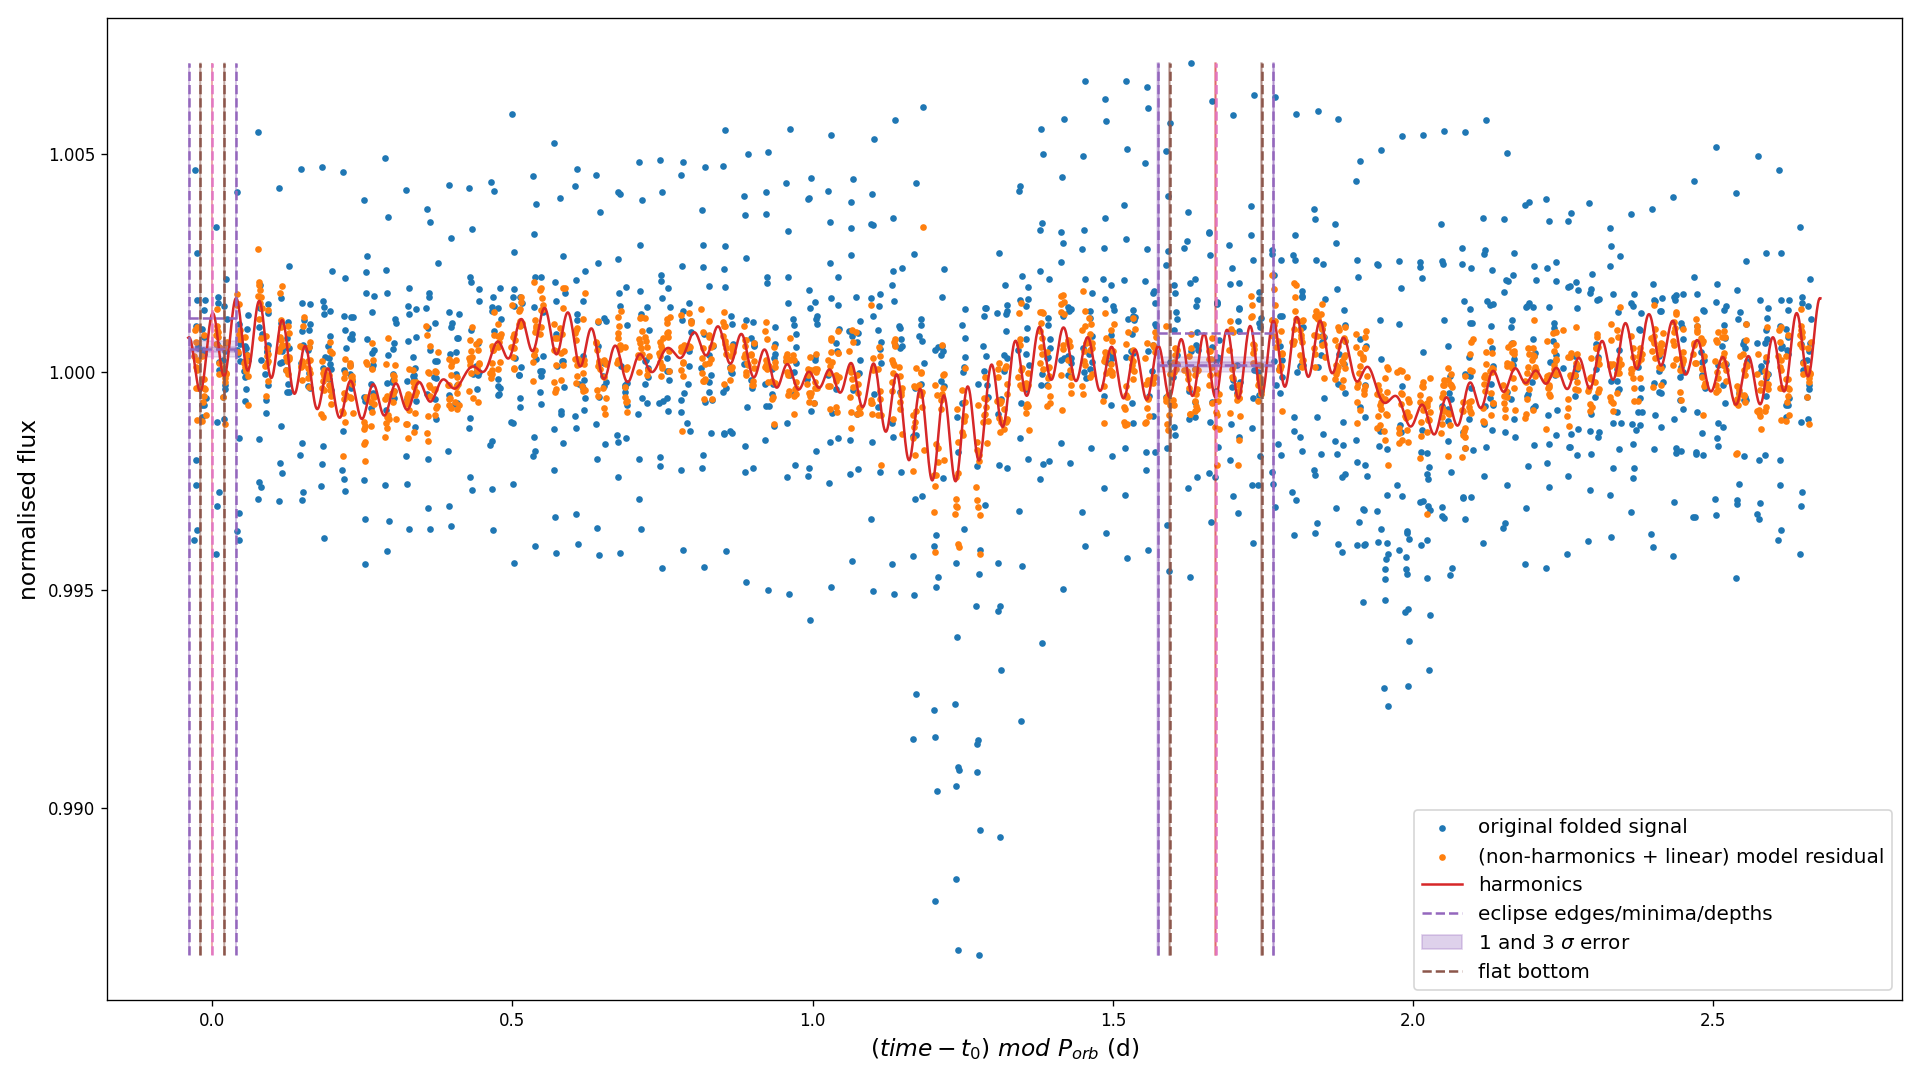 normalised flux
1.005
1.000
0.995
0.990
0.0
0.5
1.0
1.5
2.0
2.5
(time − t₀) mod Pₒᵣb (d)
original folded signal
(non-harmonics + linear) model residual
harmonics
eclipse edges/minima/depths
1 and 3 σ error
flat bottom